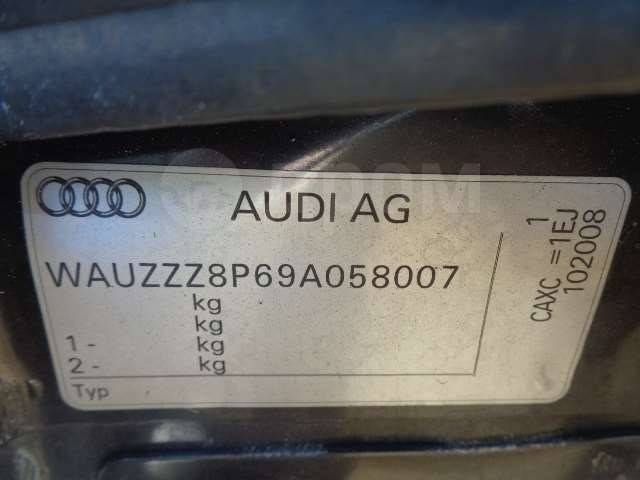 AUDI AG
WAUZZZ8P69A058007
kg
kg
1 - kg
2 - kg
Typ
1
CAXC =1EJ
102008